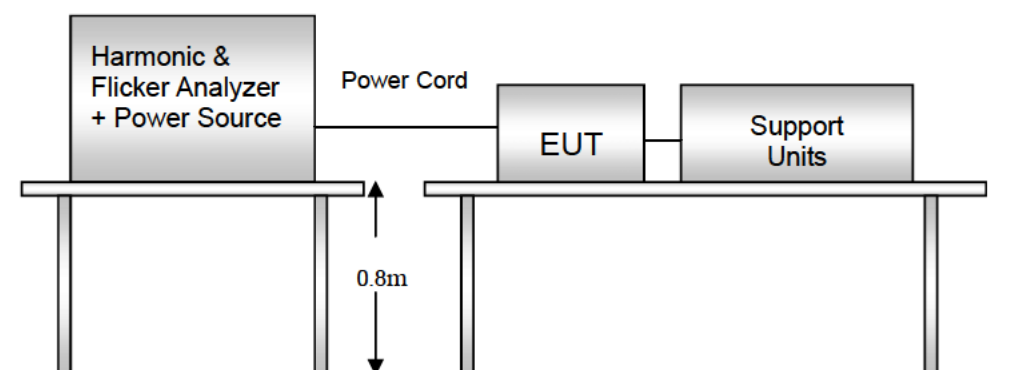 Harmonic &
Flicker Analyzer
+ Power Source
Power Cord
EUT
Support
Units
0.8m